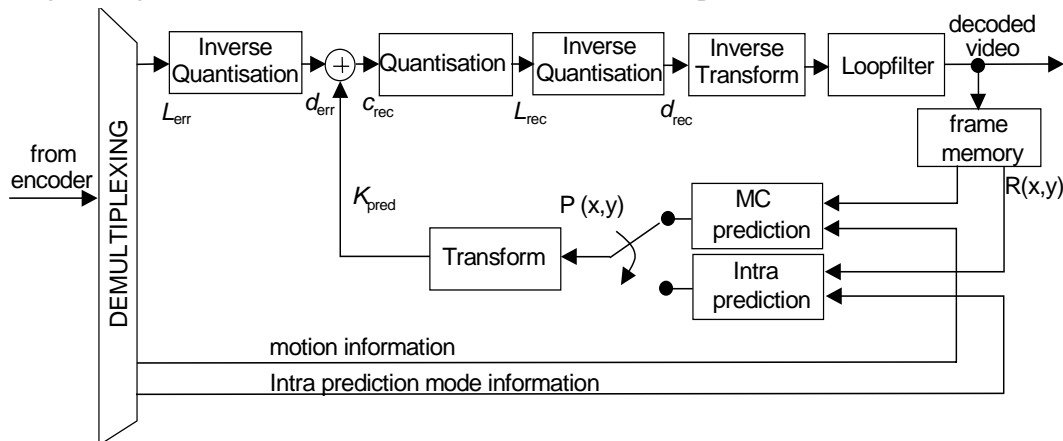 decoded
video
Inverse
Quantisation
Quantisation
Inverse
Quantisation
Inverse
Transform
Loopfilter
L_err
d_err
c_rec
L_rec
d_rec
frame
memory
from
encoder
R(x,y)
K_pred
P (x,y)
MC
prediction
Transform
Intra
prediction
DEMULTIPLEXING
motion information
Intra prediction mode information